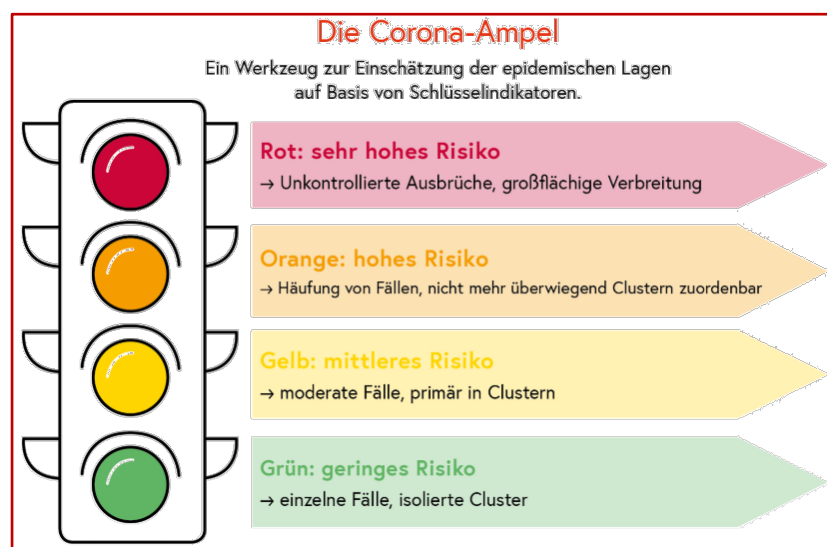 Die Corona-Ampel
Ein Werkzeug zur Einschätzung der epidemischen Lagen
auf Basis von Schlüsselindikatoren.
Rot: sehr hohes Risiko
→ Unkontrollierte Ausbrüche, großflächige Verbreitung
Orange: hohes Risiko
→ Häufung von Fällen, nicht mehr überwiegend Clustern zuordenbar
Gelb: mittleres Risiko
→ moderate Fälle, primär in Clustern
Grün: geringes Risiko
→ einzelne Fälle, isolierte Cluster